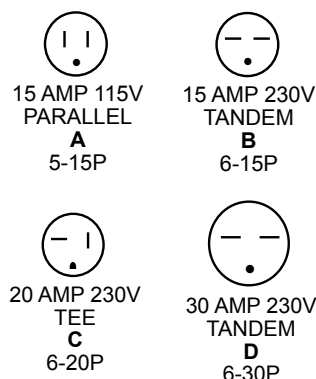 15 AMP 115V
PARALLEL
A
5-15P
15 AMP 230V
TANDEM
B
6-15P
20 AMP 230V
TEE
C
6-20P
30 AMP 230V
TANDEM
D
6-30P